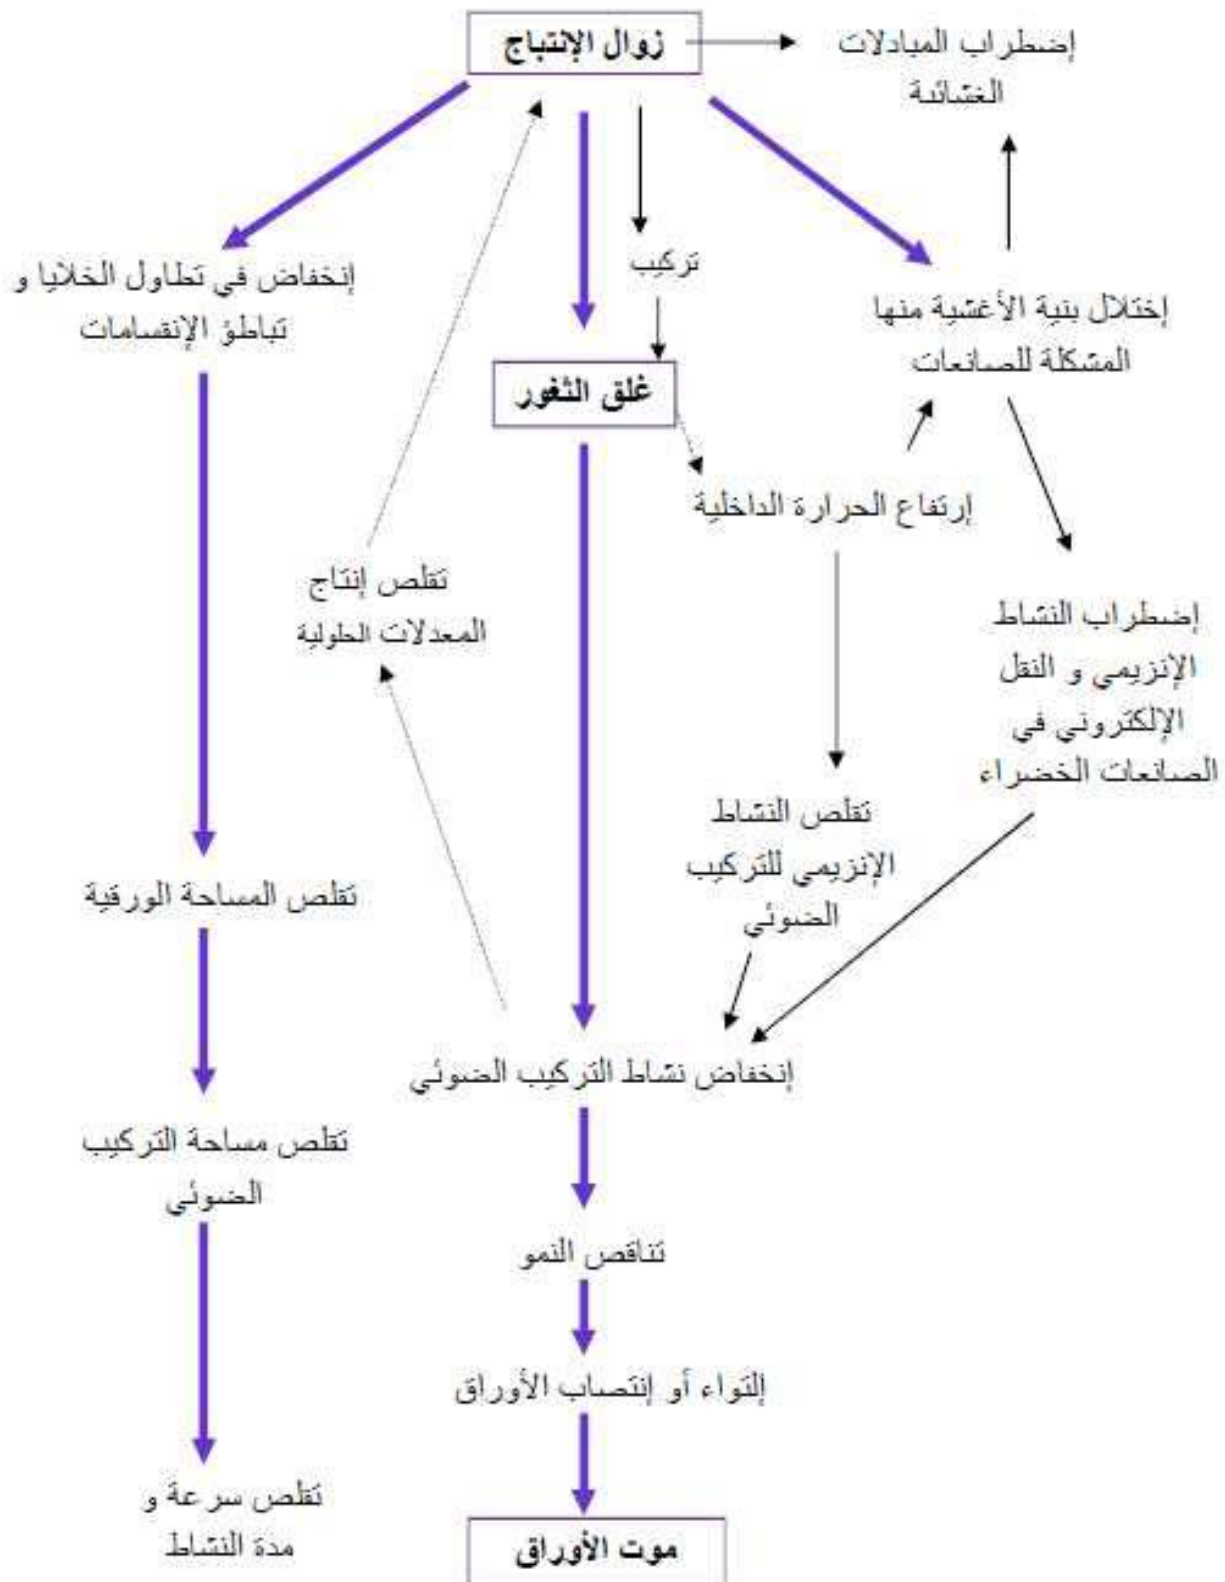 زوال الإنتباج
إضطراب المبادلات
الغشائية
تركيب
إنخفاض في تطاول الخلايا و
تباطؤ الإنقسامات
إختلال بنية الأغشية منها
المشكلة للصانعات
غلق الثغور
إرتفاع الحرارة الداخلية
تقلص إنتاج
المعدلات الحلولية
إضطراب النشاط
الإنزيمي و النقل
الإلكتروني في
الصانعات الخضراء
تقلص النشاط
الإنزيمي للتركيب
الضوئي
تقلص المساحة الورقية
إنخفاض نشاط التركيب الضوئي
تقلص مساحة التركيب
الضوئي
تناقص النمو
إلتواء أو إنتصاب الأوراق
تقلص سرعة و
مدة النشاط
موت الأوراق